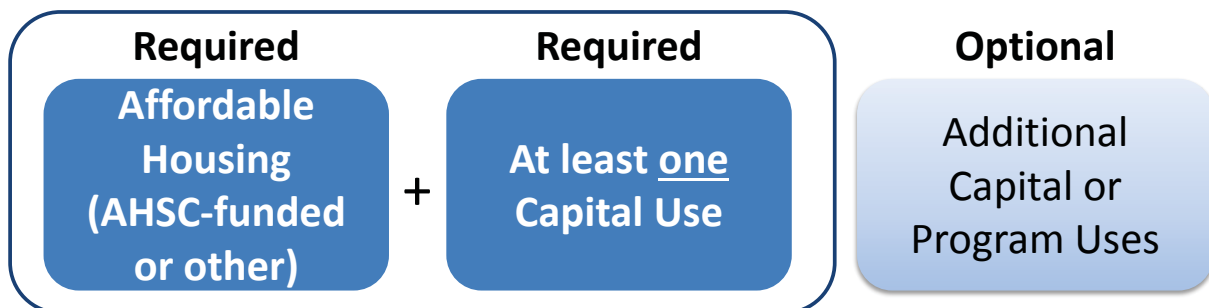 Required
Affordable
Housing
(AHSC-funded
or other)
+
Required
At least one
Capital Use
Optional
Additional
Capital or
Program Uses